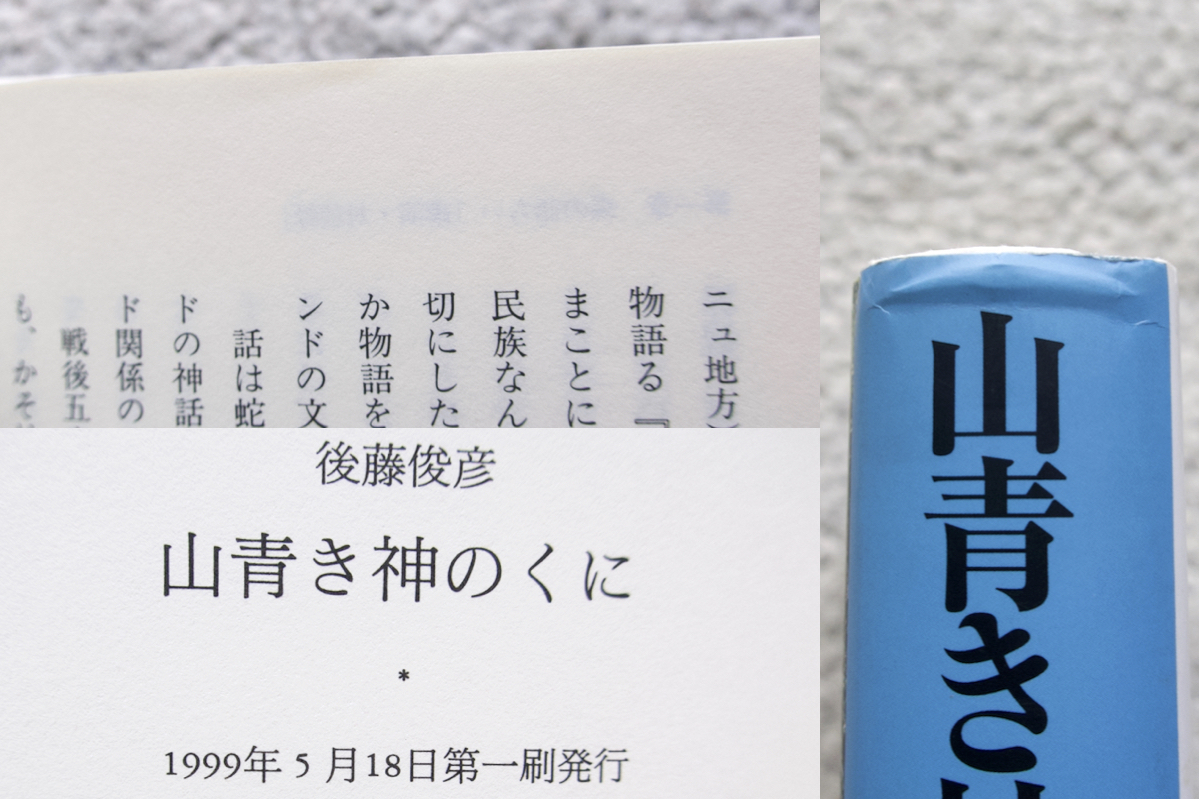 ニュ地方
物語る『
まことに
民族なん
切にした
か物語を
ンドの文
話は蛇
ドの神話
ド関係の
戦後五
も、かそ
後藤俊彦
山青き神のくに
*
1999年5月18日第一刷発行
山青き